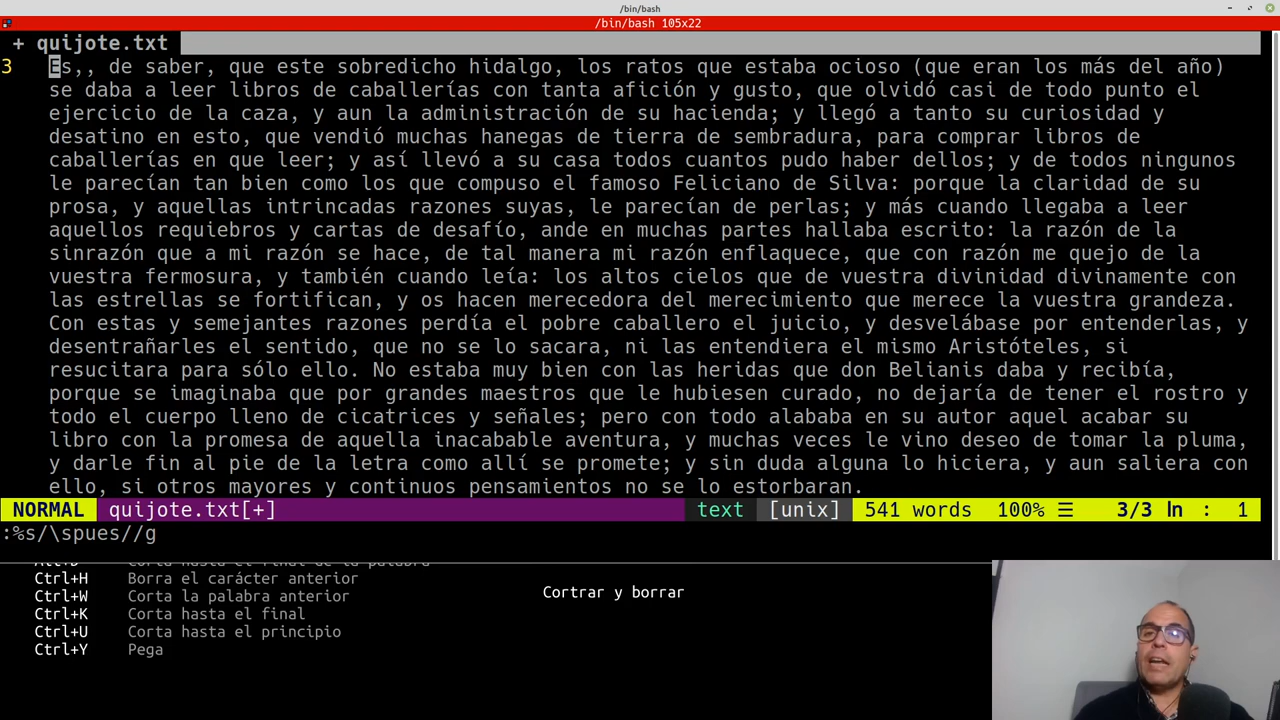 /bin/bash
/bin/bash 105x22
+ quijote.txt
3 Es,, de saber, que este sobredicho hidalgo, los ratos que estaba ocioso (que eran los más del año)
se daba a leer libros de caballerías con tanta afición y gusto, que olvidó casi de todo punto el
ejercicio de la caza, y aun la administración de su hacienda; y llegó a tanto su curiosidad y
desatino en esto, que vendió muchas hanegas de tierra de sembradura, para comprar libros de
caballerías en que leer; y así llevó a su casa todos cuantos pudo haber dellos; y de todos ningunos
le parecían tan bien como los que compuso el famoso Feliciano de Silva: porque la claridad de su
prosa, y aquellas intrincadas razones suyas, le parecían de perlas; y más cuando llegaba a leer
aquellos requiebros y cartas de desafío, ande en muchas partes hallaba escrito: la razón de la
sinrazón que a mi razón se hace, de tal manera mi razón enflaquece, que con razón me quejo de la
vuestra fermosura, y también cuando leía: los altos cielos que de vuestra divinidad divinamente con
las estrellas se fortifican, y os hacen merecedora del merecimiento que merece la vuestra grandeza.
Con estas y semejantes razones perdía el pobre caballero el juicio, y desvelábase por entenderlas, y
desentrañarles el sentido, que no se lo sacara, ni las entendiera el mismo Aristóteles, si
resucitara para sólo ello. No estaba muy bien con las heridas que don Belianis daba y recibía,
porque se imaginaba que por grandes maestros que le hubiesen curado, no dejaría de tener el rostro y
todo el cuerpo lleno de cicatrices y señales; pero con todo alababa en su autor aquel acabar su
libro con la promesa de aquella inacabable aventura, y muchas veces le vino deseo de tomar la pluma,
y darle fin al pie de la letra como allí se promete; y sin duda alguna lo hiciera, y aun saliera con
ello, si otros mayores y continuos pensamientos no se lo estorbaran.
NORMAL quijote.txt[+] text [unix] 541 words 100% ☰ 3/3 ln : 1
:%s/\spues//g
Alt+D Corta hasta el final de la palabra
Ctrl+H Borra el carácter anterior
Ctrl+W Corta la palabra anterior
Cortrar y borrar
Ctrl+K Corta hasta el final
Ctrl+U Corta hasta el principio
Ctrl+Y Pega